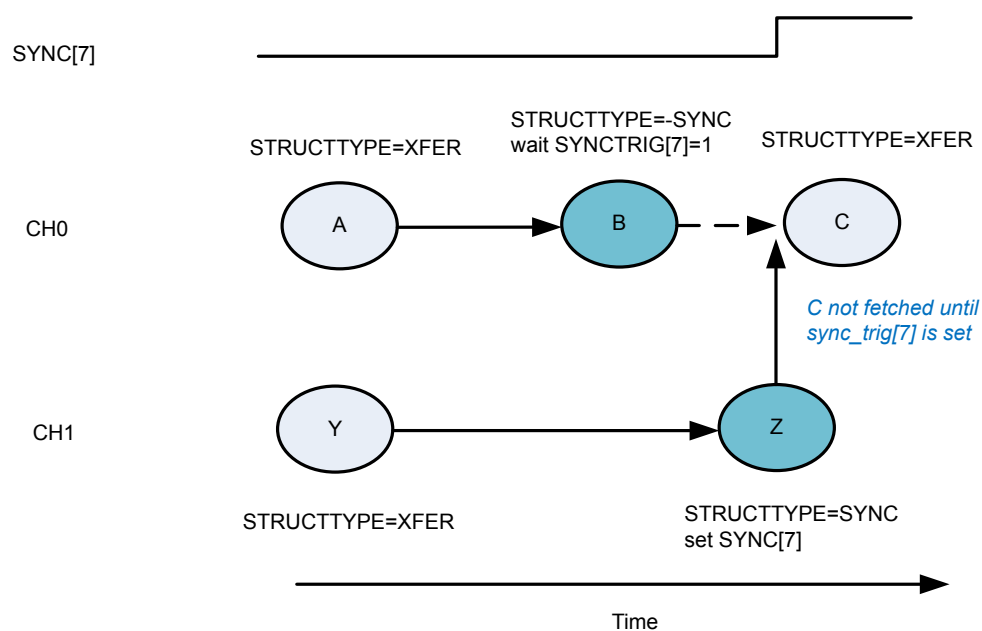 SYNC[7]
STRUCTTYPE=XFER
STRUCTTYPE=-SYNC
wait SYNCTRIG[7]=1
STRUCTTYPE=XFER
CH0
A
B
C
C not fetched until
sync_trig[7] is set
CH1
Y
Z
STRUCTTYPE=XFER
STRUCTTYPE=SYNC
set SYNC[7]
Time